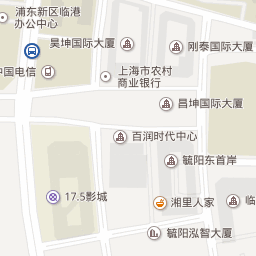 浦东新区临港
办公中心
昊坤国际大厦
刚泰国际大厦
中国电信
上海市农村
商业银行
昌坤国际大厦
百润时代中心
毓阳东首岸
17.5影城
湘里人家
临
毓阳泓智大厦